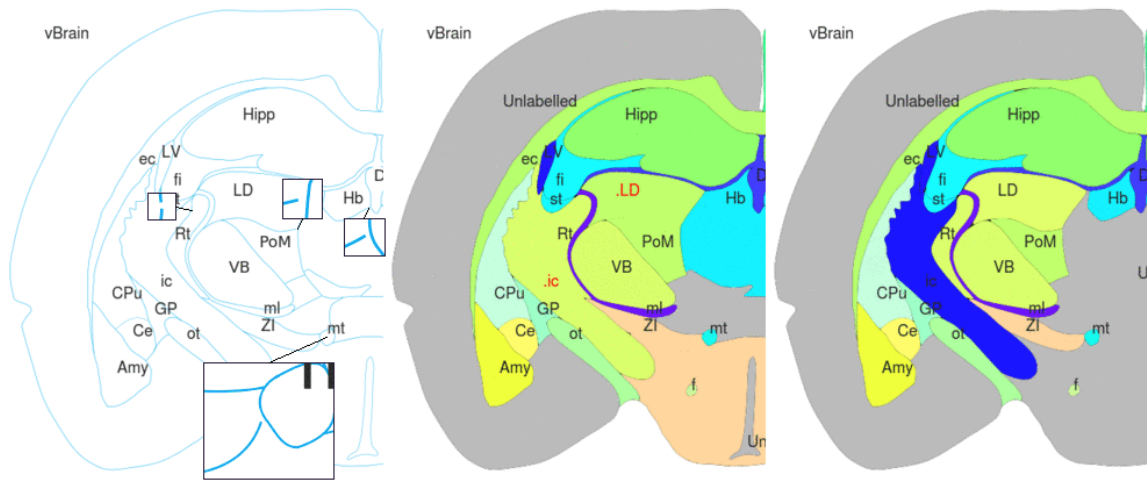 vBrain
Hipp
ec
LV
fi
st
LD
Hb
D
Rt
PoM
VB
ic
CPu
GP
ml
ZI
Ce
ot
mt
Amy
vBrain
Unlabelled
Hipp
ec
LV
fi
st
.LD
D
Hb
Rt
PoM
VB
.ic
CPu
GP
ml
ZI
Ce
ot
mt
Amy
f
Un
vBrain
Unlabelled
Hipp
ec
LV
fi
st
LD
D
Hb
Rt
PoM
VB
ic
U
CPu
GP
ml
ZI
Ce
ot
mt
Amy
f